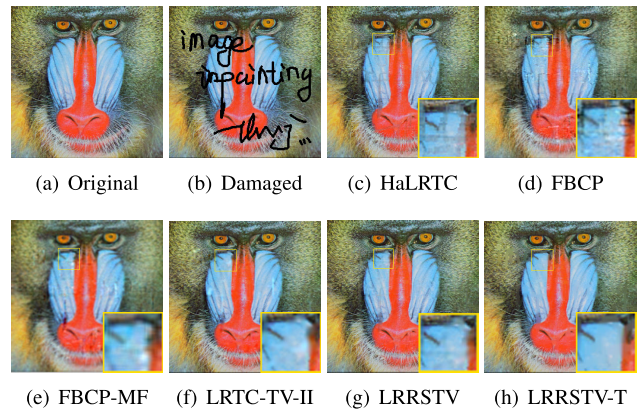 image
inpainting
(a) Original
(b) Damaged
(c) HaLRTC
(d) FBCP
(e) FBCP-MF
(f) LRTC-TV-II
(g) LRRSTV
(h) LRRSTV-T